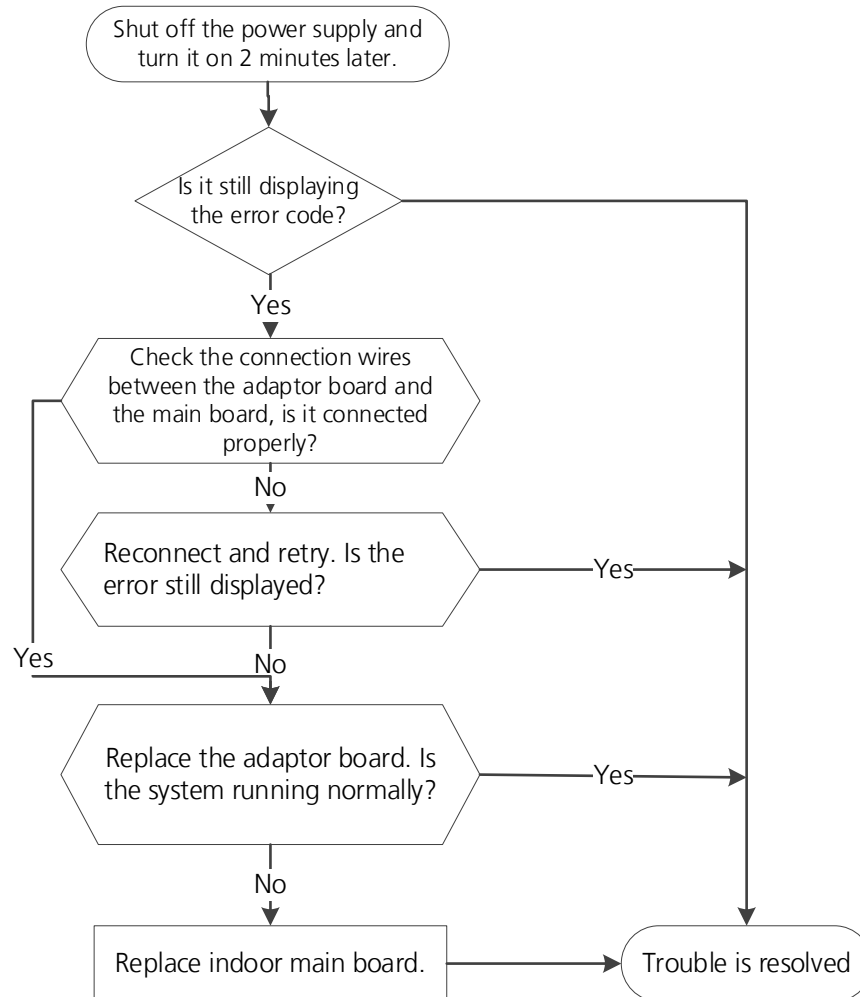 Shut off the power supply and
turn it on 2 minutes later.
Is it still displaying
the error code?
Yes
Check the connection wires
between the adaptor board and
the main board, is it connected
properly?
No
Reconnect and retry. Is the
error still displayed?
Yes
Yes
No
Replace the adaptor board. Is
the system running normally?
Yes
No
Replace indoor main board.
Trouble is resolved